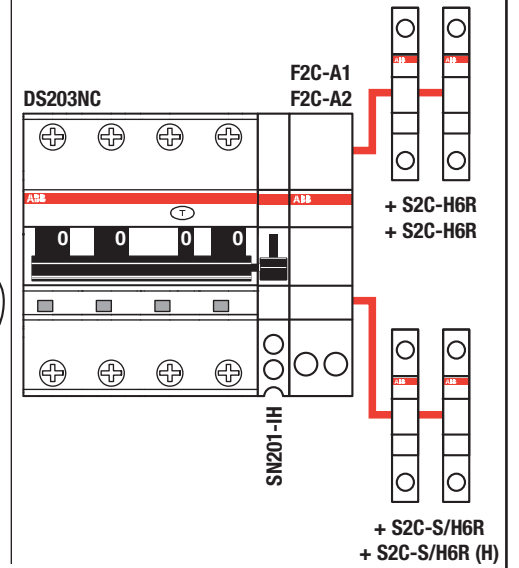 F2C-A1
DS203NC F2C-A2
ABB ABB
ABB ABB
T
0 0 0 0
+ S2C-H6R
+ S2C-H6R
SN201-IH
ABB ABB
+ S2C-S/H6R
+ S2C-S/H6R (H)